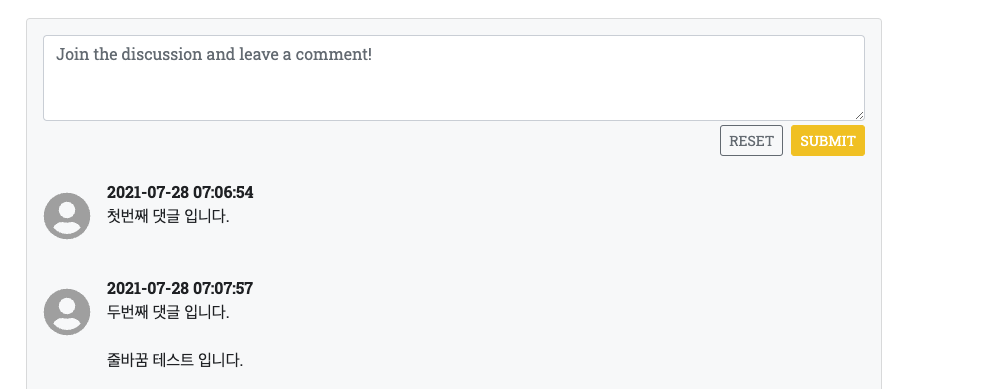 Join the discussion and leave a comment!
RESET SUBMIT
2021-07-28 07:06:54
첫번째 댓글 입니다.
2021-07-28 07:07:57
두번째 댓글 입니다.
줄바꿈 테스트 입니다.